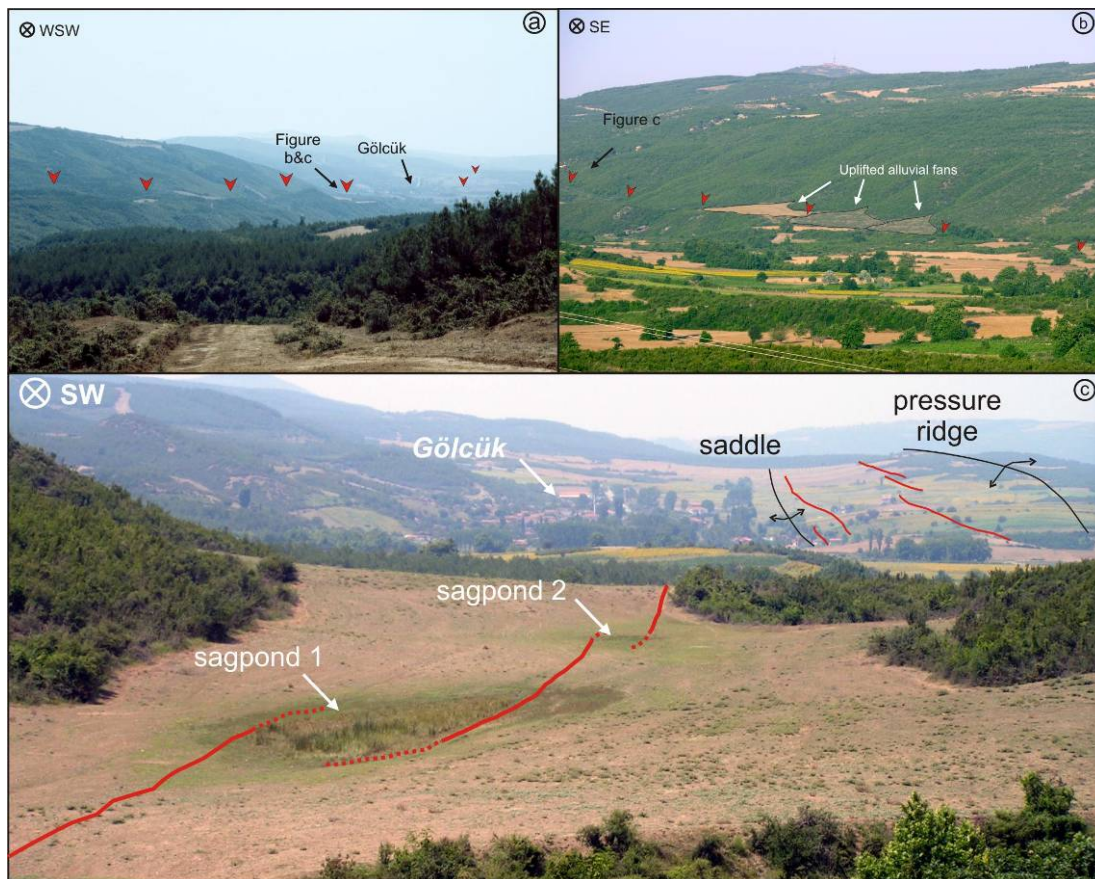 WSW
a
Figure
b&c
Gölcük
SE
b
Figure c
Uplifted alluvial fans
SW
c
Gölcük
saddle
pressure
ridge
sagpond 2
sagpond 1